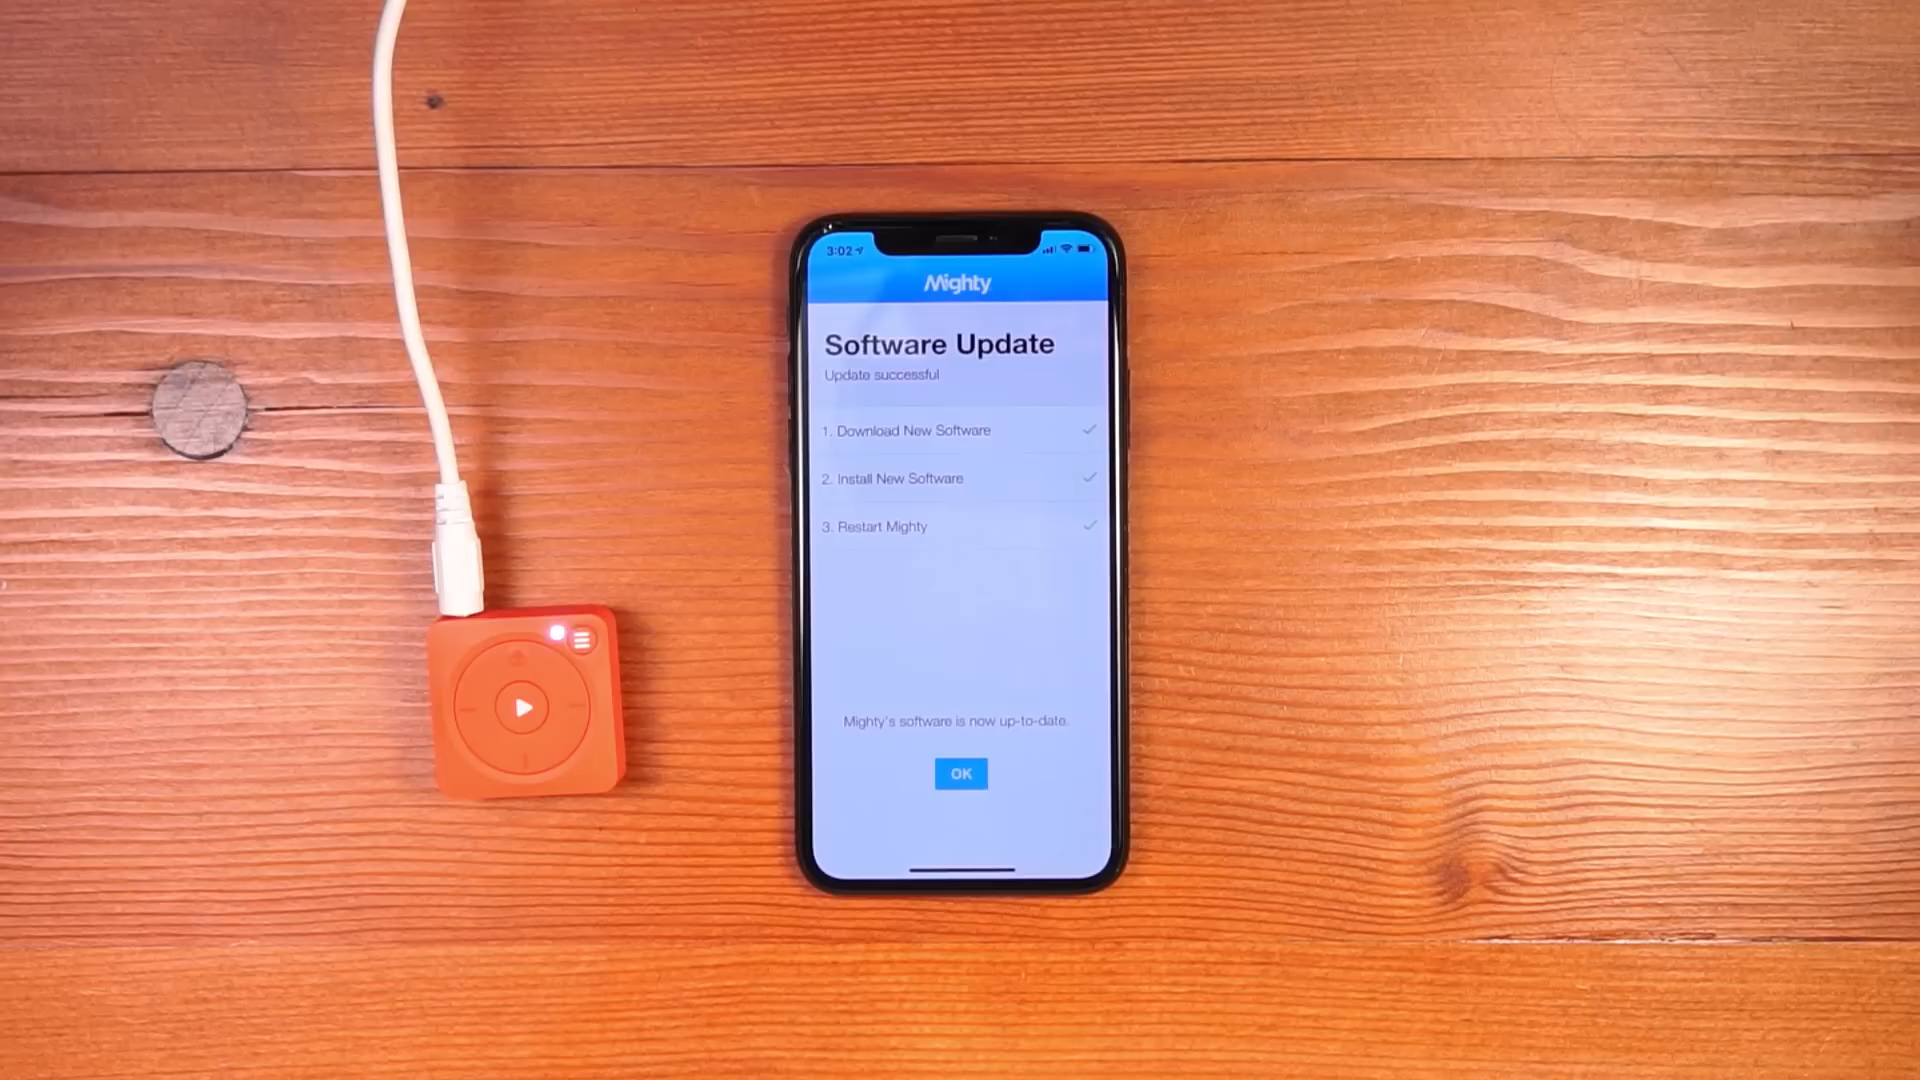 3:02
Mighty
Software Update
Update successful
1. Download New Software
2. Install New Software
3. Restart Mighty
Mighty's software is now up-to-date.
OK